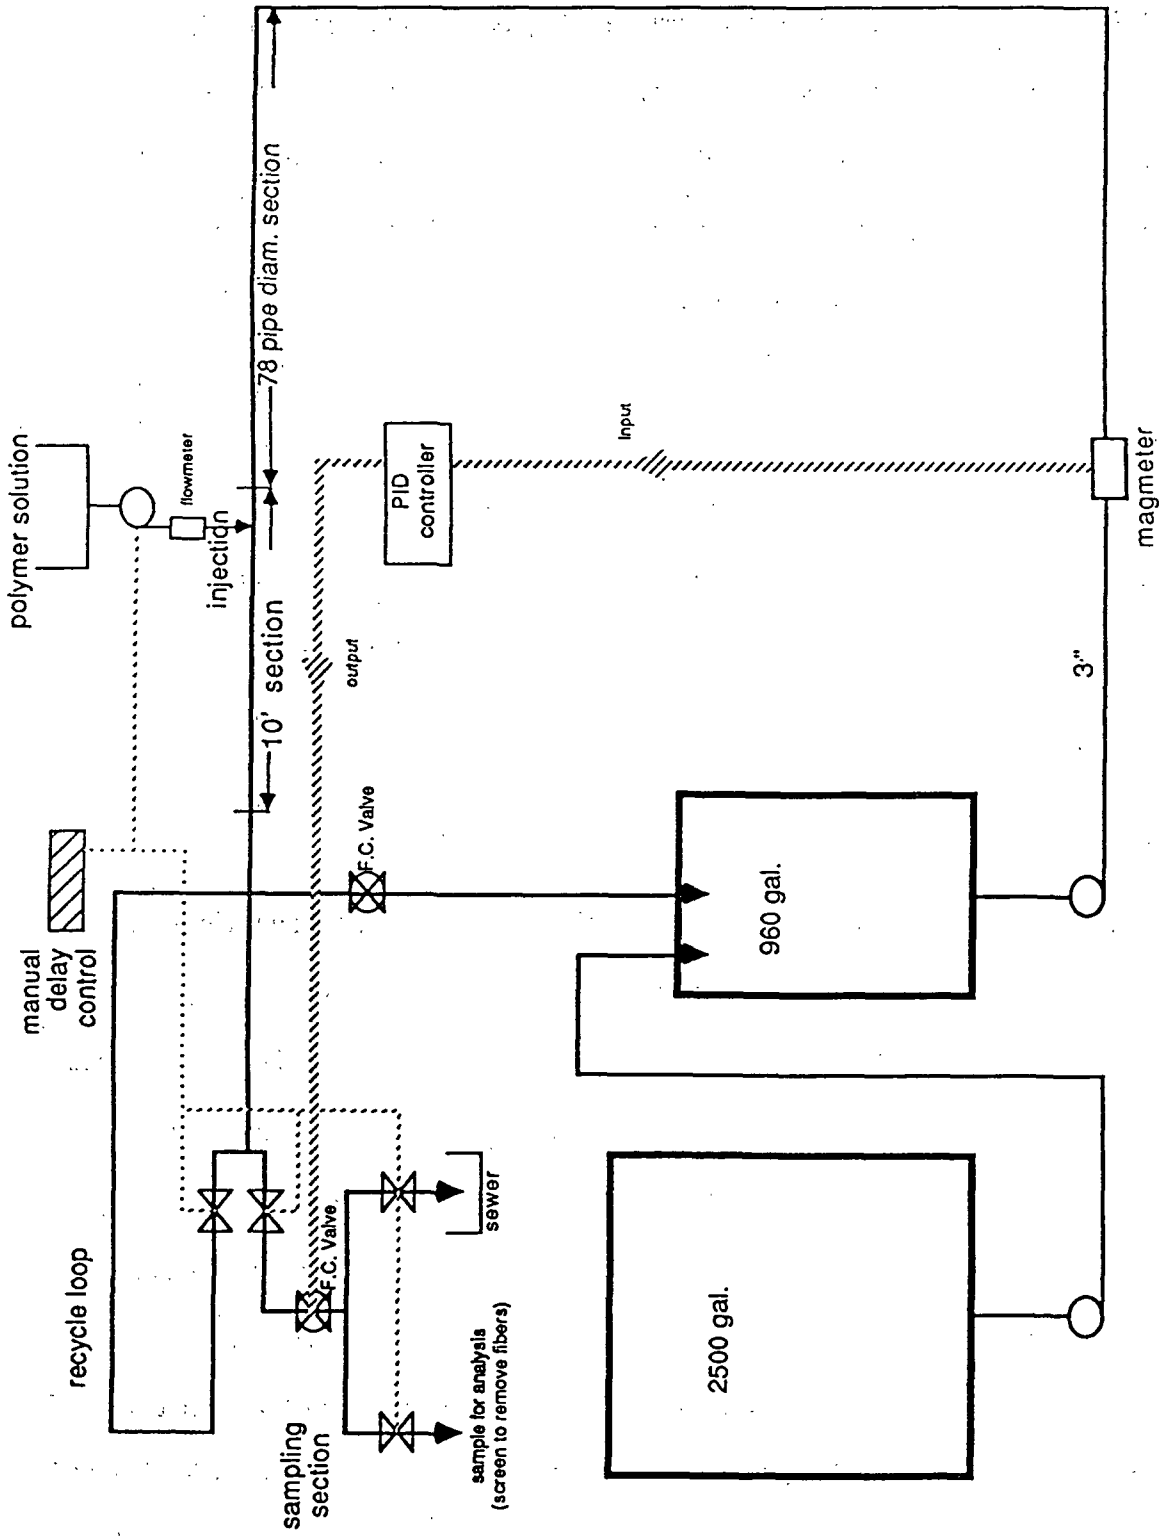 polymer solution
flowmeter
injection
78 pipe diam. section
10' section
manual
delay
control
PID
controller
Input
output
F.C. Valve
magmeter
3"
960 gal.
recycle loop
F.C. Valve
sewer
sampling
section
sample for analysis
(screen to remove fibers)
2500 gal.